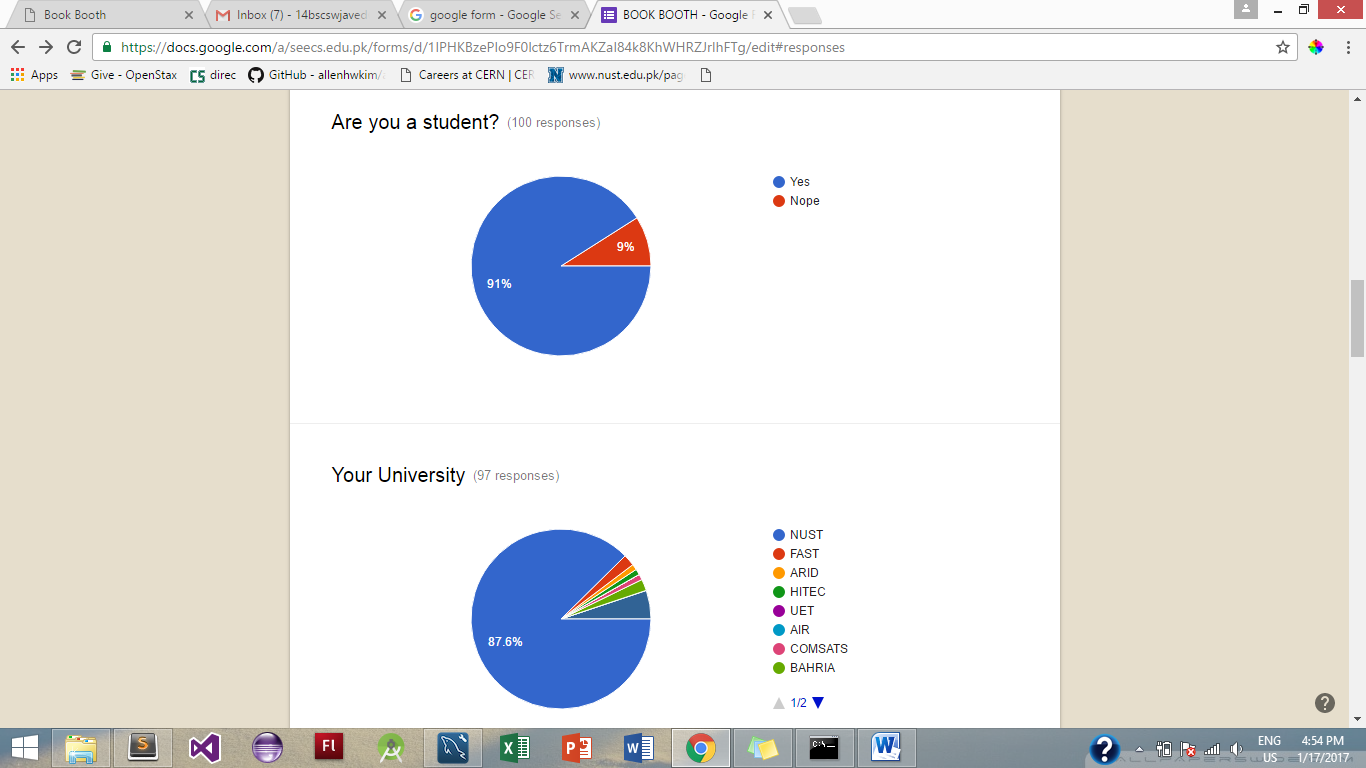 Book Booth
Inbox (7) - 14bscswjaved
google form - Google Se
BOOK BOOTH - Google F
https://docs.google.com/a/seecs.edu.pk/forms/d/1IPHKBzePIo9F0Ictz6TrmAKZaI84k8KhWHRZJrIhFTg/edit#responses
Apps
Give - OpenStax
direc
GitHub - allenhwkim/
Careers at CERN | CER
www.nust.edu.pk/pag
Are you a student? (100 responses)
Yes
Nope
9%
91%
Your University (97 responses)
NUST
FAST
ARID
HITEC
UET
AIR
COMSATS
BAHRIA
87.6%
1/2
ENG
US
4:54 PM
1/17/2017